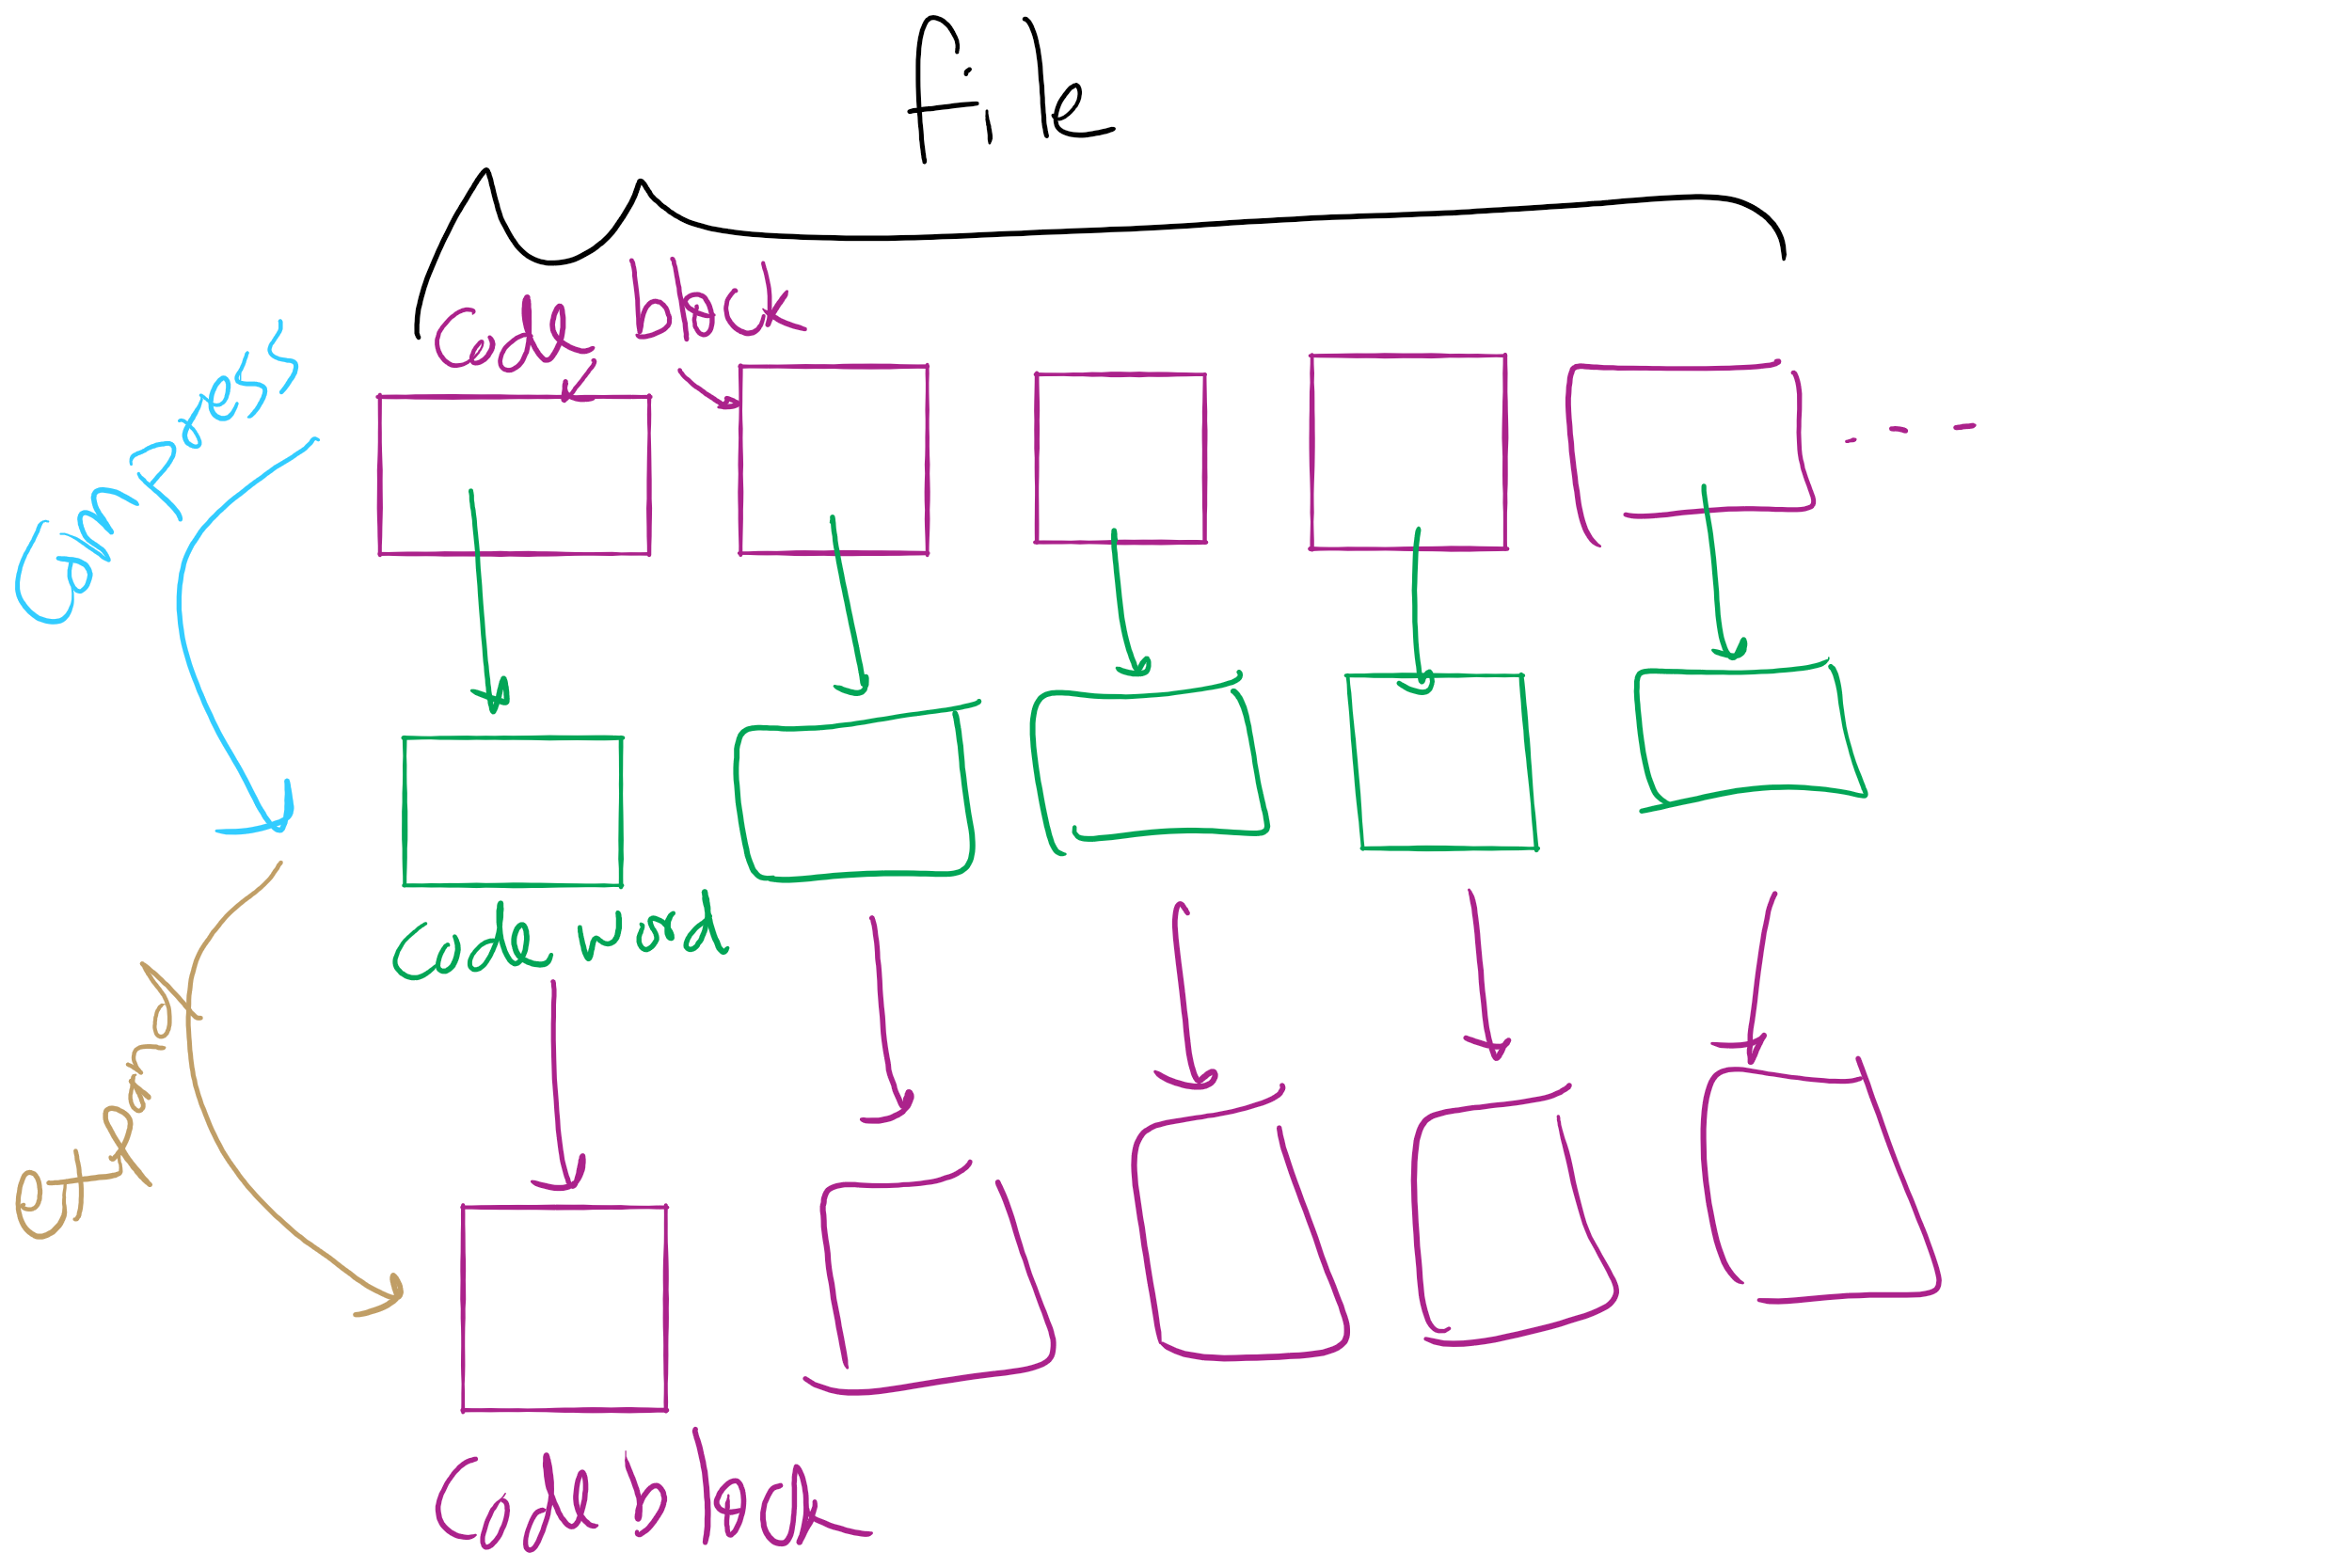 file
Code block
Compress
Code word
expand
Code block